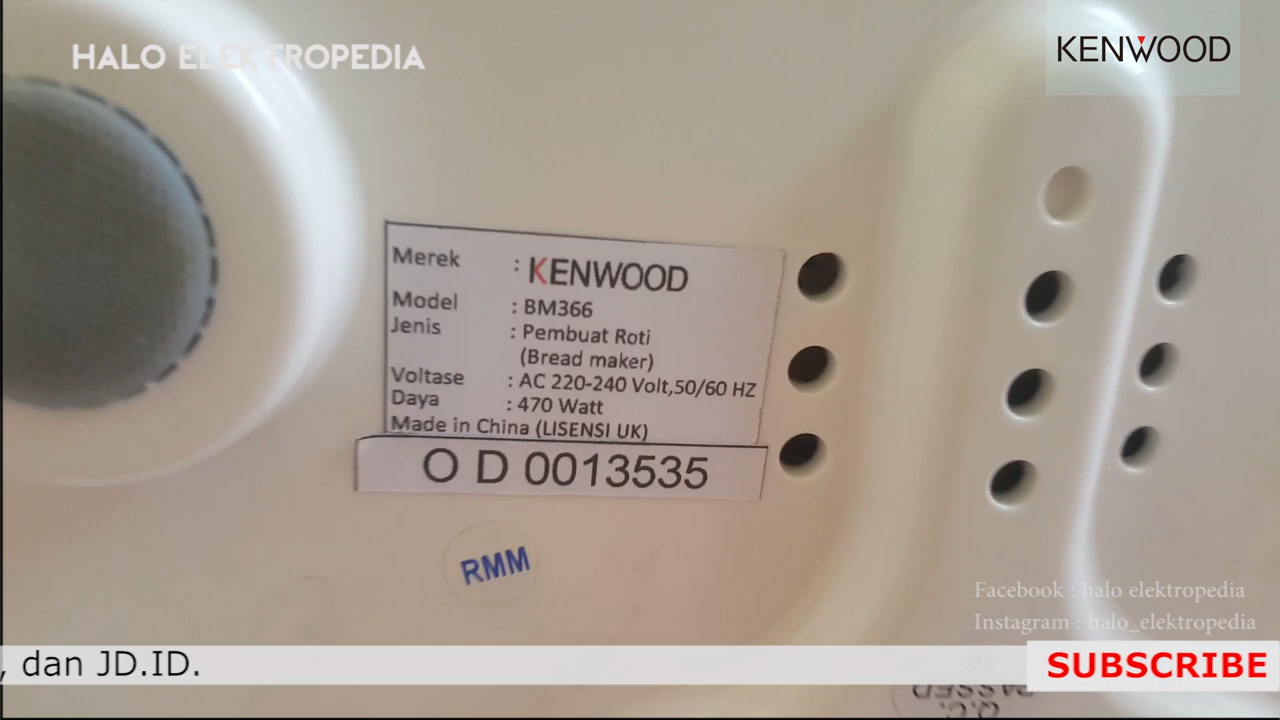 HALO ELEKTROPEDIA
KENWOOD
Merek : KENWOOD
Model : BM366
Jenis : Pembuat Roti
(Bread maker)
Voltase : AC 220-240 Volt,50/60 HZ
Daya : 470 Watt
Made in China (LISENSI UK)
O D 0013535
RMM
Facebook : halo elektropedia
Instagram : halo_elektropedia
, dan JD.ID.
SUBSCRIBE
Q.C.
PASSED